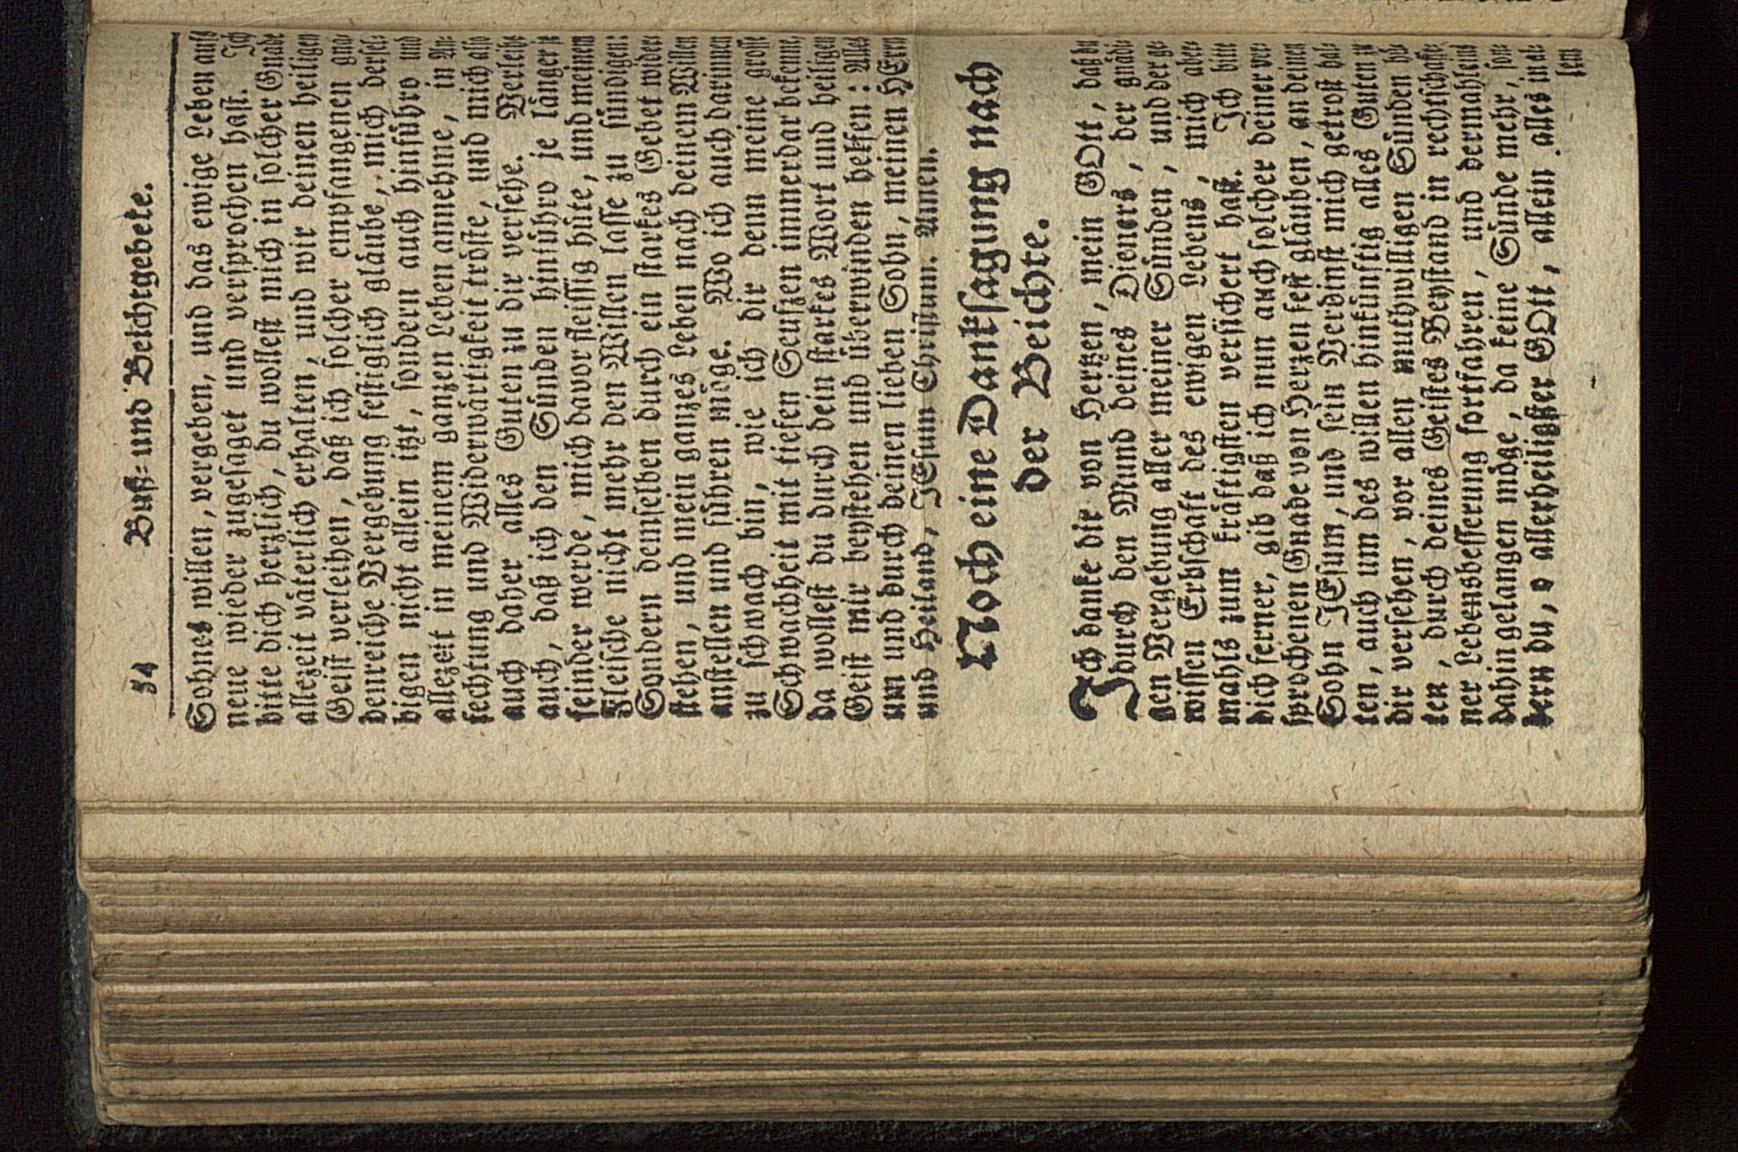 54 Buß- und Beichtgebete.
Sohnes willen, vergeben, und das ewige Leben aufs
neue wieder zugesaget und versprochen hast. Ich
bitte dich herzlich, du wollest mich in solcher Gnade
allezeit väterlich erhalten, und wir deinen heiligen
Geist verleihen, daß ich solcher empfangenen gna-
denreiche Vergebung festiglich gläube, mich dersel-
bigen nicht allein itzt, sondern auch hinführo und
allezeit in meinem ganzen Leben annehme, in An-
fechtung und Widerwärtigkeit tröste, und mich also
auch daher alles Guten zu dir versehe. Verleihe
auch, daß ich den Sünden hinführo je länger je
feinder werde, mich davor fleissig hüte, und meinem
Fleische nicht mehr den Willen lasse zu sündigen:
Sondern demselben durch ein starkes Gebet wider-
stehen, und mein ganzes Leben nach deinem Willen
anstellen und führen möge. Wo ich auch darinnen
zu schwach bin, wie ich dir denn meine grosse
Schwachheit mit tiefen Seufzen immerdar bekenne,
da wollest du durch dein starkes Wort und heiligen
Geist mir beystehen und überwinden helfen: Alles
um und durch deinen lieben Sohn, meinen HErrn
und Heiland, JEsum Christum. Amen.
Noch eine Danksagung nach
der Beichte.
Ich danke dir von Hertzen, mein GOtt, daß du
durch den Mund deines Dieners, der gnädi-
gen Vergebung aller meiner Sünden, und der ge-
wissen Erbschaft des ewigen Lebens, mich aber-
mahls zum kräftigsten versichert hast. Ich bitte
dich ferner, gib daß ich nun auch solcher deiner ver-
sprochenen Gnade von Herzen fest gläuben, an deinen
Sohn JEsum, und sein Verdinst mich getrost hal-
ten, auch um des willen hinkünftig alles Guten zu
dir versehen, vor allen muthwilligen Sünden hü-
ten, durch deines Geistes Beystand in rechtschaffe-
ner Lebensbesserung fortfahren, und dermahleins
dahin gelangen möge, da keine Sünde mehr, son-
dern du, o allerheiligster GOtt, allein alles in al-
lem